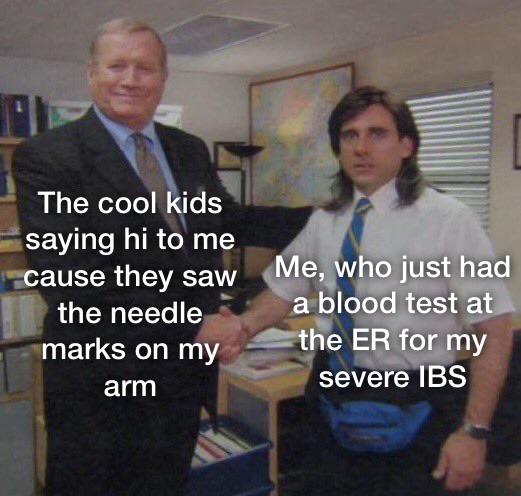 The cool kids
saying hi to me
cause they saw
the needle
marks on my
arm
Me, who just had
a blood test at
the ER for my
severe IBS